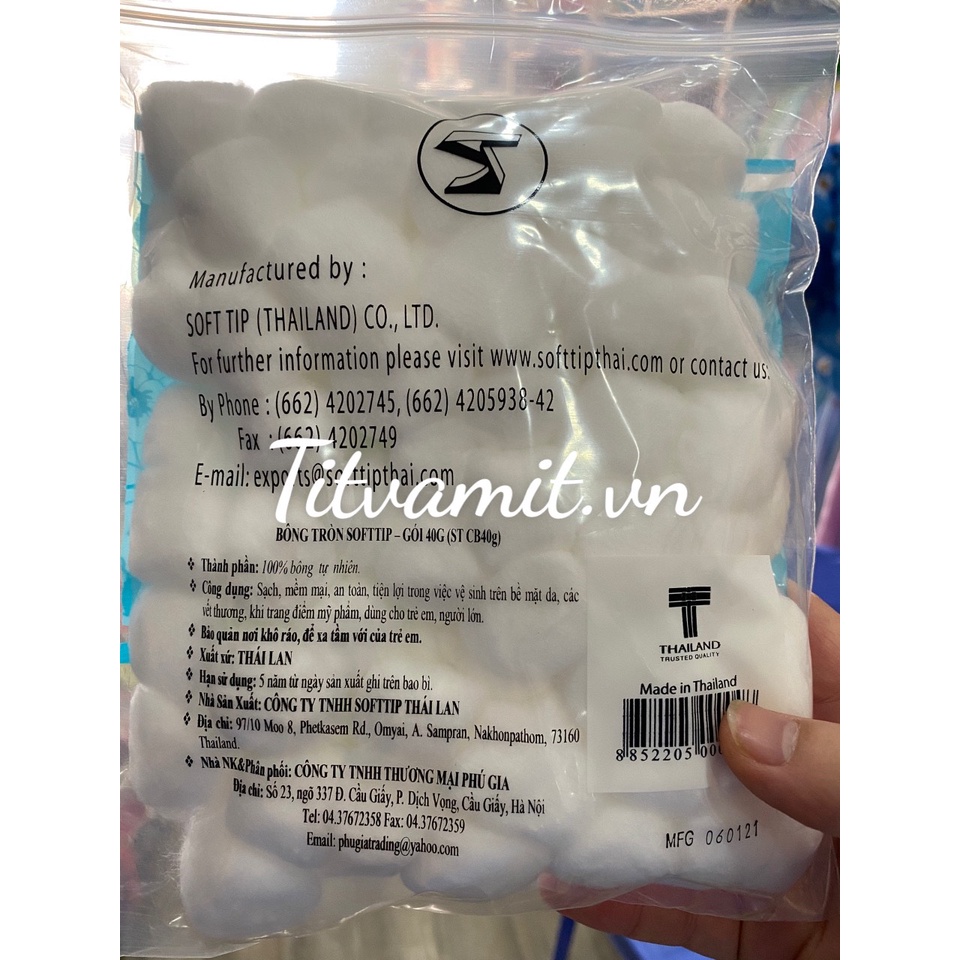 Manufactured by :
SOFT TIP (THAILAND) CO., LTD.
For further information please visit www.softtipthai.com or contact us:
By Phone : (662) 4202745, (662) 4205938-42
Fax : (662) 4202749
E-mail: exports@softtipthai.com
Titvamit.vn
BÔNG TRÒN SOFTTIP – GÓI 40G (ST CB40g)
❖ Thành phần: 100% bông tự nhiên.
❖ Công dụng: Sạch, mềm mại, an toàn, tiện lợi trong việc vệ sinh trên bề mặt da, các
vết thương, khi trang điểm mỹ phẩm, dùng cho trẻ em, người lớn.
❖ Bảo quản nơi khô ráo, để xa tầm với của trẻ em.
❖ Xuất xứ: THÁI LAN
❖ Hạn sử dụng: 5 năm từ ngày sản xuất ghi trên bao bì.
❖ Nhà Sản Xuất: CÔNG TY TNHH SOFTTIP THÁI LAN
❖ Địa chỉ: 97/10 Moo 8, Phetkasem Rd., Omyai, A. Sampran, Nakhonpathom, 73160
Thailand.
❖ Nhà NK&Phân phối: CÔNG TY TNHH THƯƠNG MẠI PHÚ GIA
Địa chỉ: Số 23, ngõ 337 Đ. Cầu Giấy, P. Dịch Vọng, Cầu Giấy, Hà Nội
Tel: 04.37672358 Fax: 04.37672359
Email: phugiatrading@yahoo.com
THAILAND
TRUSTED QUALITY
Made in Thailand
8 852205 00
MFG 060121